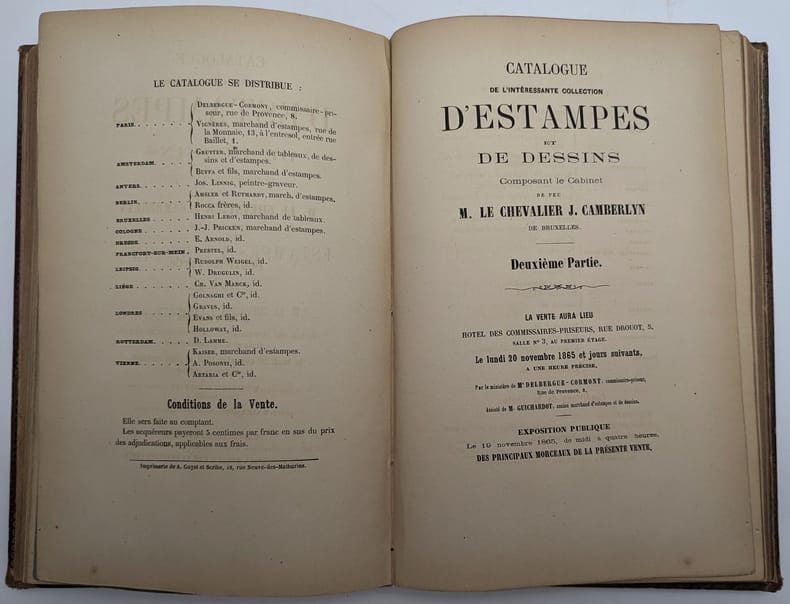 LE CATALOGUE SE DISTRIBUE :
PARIS. . . . . . . DELBERGUE-CORMONT, commissaire-pri-
seur, rue de Provence, 8.
VIGNÈRES, marchand d'estampes, rue de
la Monnaie, 13, à l'entresol, entrée rue
Baillet, 1.
AMSTERDAM. . . . . GRUYTER, marchand de tableaux, de des-
sins et d'estampes.
BUFFA et fils, marchand d'estampes.
ANVERS. . . . . . . JOS. LINNIG, peintre-graveur.
BERLIN. . . . . . . AMSLER et RUTHARDT, march. d'estampes.
ROCCA frères, id.
BRUXELLES . . . . . HENRI LEROY, marchand de tableaux.
COLOGNE . . . . . . J.-J. PRICKEN, marchand d'estampes.
DRESDE. . . . . . . E. ARNOLD, id.
FRANCFORT-SUR-MEIN . PRESTEL, id.
LEIPSIG. . . . . . . RUDOLPH WEIGEL, id.
W. DRUGULIN, id.
LIÉGE . . . . . . . CH. VAN MARCK, id.
LONDRES . . . . . . COLNAGHI et Cie, id.
GRAVES, id.
EVANS et fils, id.
HOLLOWAY, id.
ROTTERDAM. . . . . D. LAMME.
VIENNE. . . . . . . KAISER, marchand d'estampes.
A. POSONYI, id.
ARTARIA et Cie, id.
Conditions de la Vente.
Elle sera faite au comptant.
Les acquéreurs payeront 5 centimes par franc en sus du prix
des adjudications, applicables aux frais.
Imprimerie de A. Guyot et Scribe, 18, rue Neuve-des-Mathurins.
CATALOGUE
DE L'INTÉRESSANTE COLLECTION
D'ESTAMPES
ET
DE DESSINS
Composant le Cabinet
DE FEU
M. LE CHEVALIER J. CAMBERLYN
DE BRUXELLES.
Deuxième Partie.
LA VENTE AURA LIEU
HOTEL DES COMMISSAIRES-PRISEURS, RUE DROUOT, 5,
SALLE No 3, AU PREMIER ÉTAGE.
Le lundi 20 novembre 1865 et jours suivants,
A UNE HEURE PRÉCISE,
Par le ministère de Me DELBERGUE-CORMONT, commissaire-priseur,
Rue de Provence, 8,
Assisté de M. GUICHARDOT, ancien marchand d'estampes et de dessins.
EXPOSITION PUBLIQUE
Le 19 novembre 1865, de midi à quatre heures,
DES PRINCIPAUX MORCEAUX DE LA PRÉSENTE VENTE.